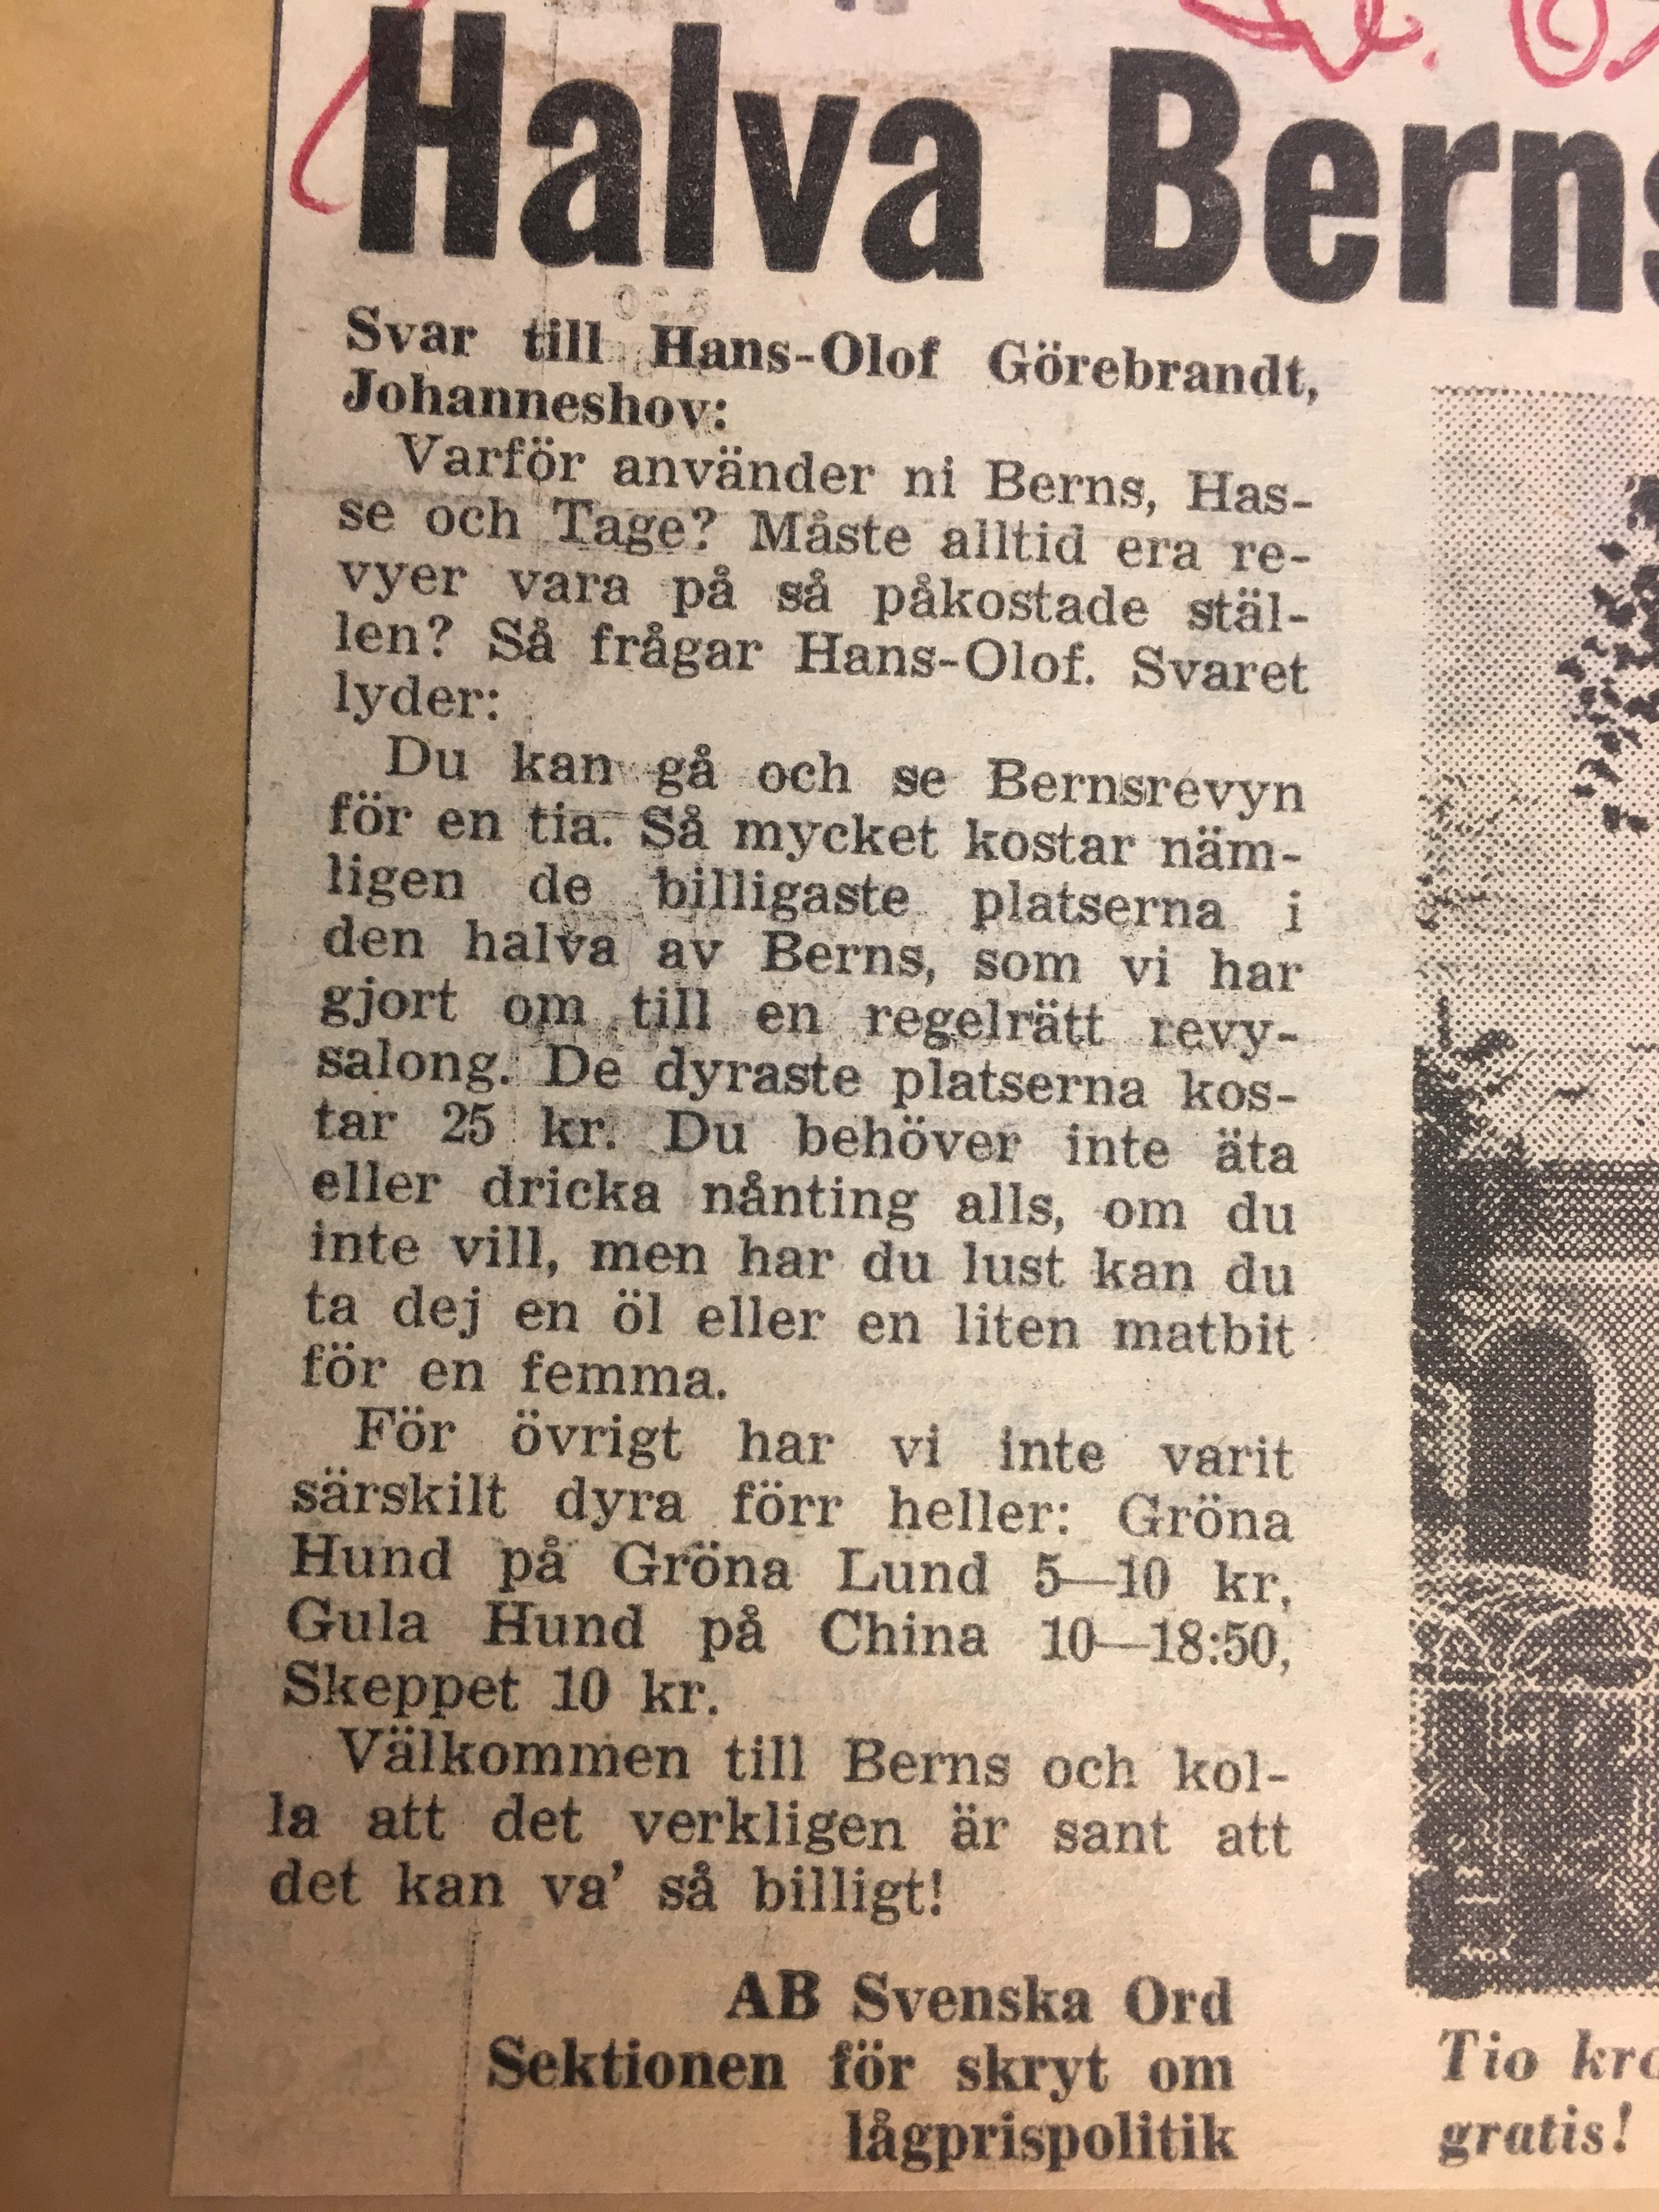 Halva Berns
Svar till Hans-Olof Görebrandt,
Johanneshov:
Varför använder ni Berns, Has-
se och Tage? Måste alltid era re-
vyer vara på så påkostade stäl-
len? Så frågar Hans-Olof. Svaret
lyder:
Du kan gå och se Bernsrevyn
för en tia. Så mycket kostar näm-
ligen de billigaste platserna i
den halva av Berns, som vi har
gjort om till en regelrätt revy-
salong. De dyraste platserna kos-
tar 25 kr. Du behöver inte äta
eller dricka nånting alls, om du
inte vill, men har du lust kan du
ta dej en öl eller en liten matbit
för en femma.
För övrigt har vi inte varit
särskilt dyra förr heller: Gröna
Hund på Gröna Lund 5—10 kr,
Gula Hund på China 10—18:50,
Skeppet 10 kr.
Välkommen till Berns och kol-
la att det verkligen är sant att
det kan va' så billigt!
AB Svenska Ord
Sektionen för skryt om
lågprispolitik
Tio
gratis!